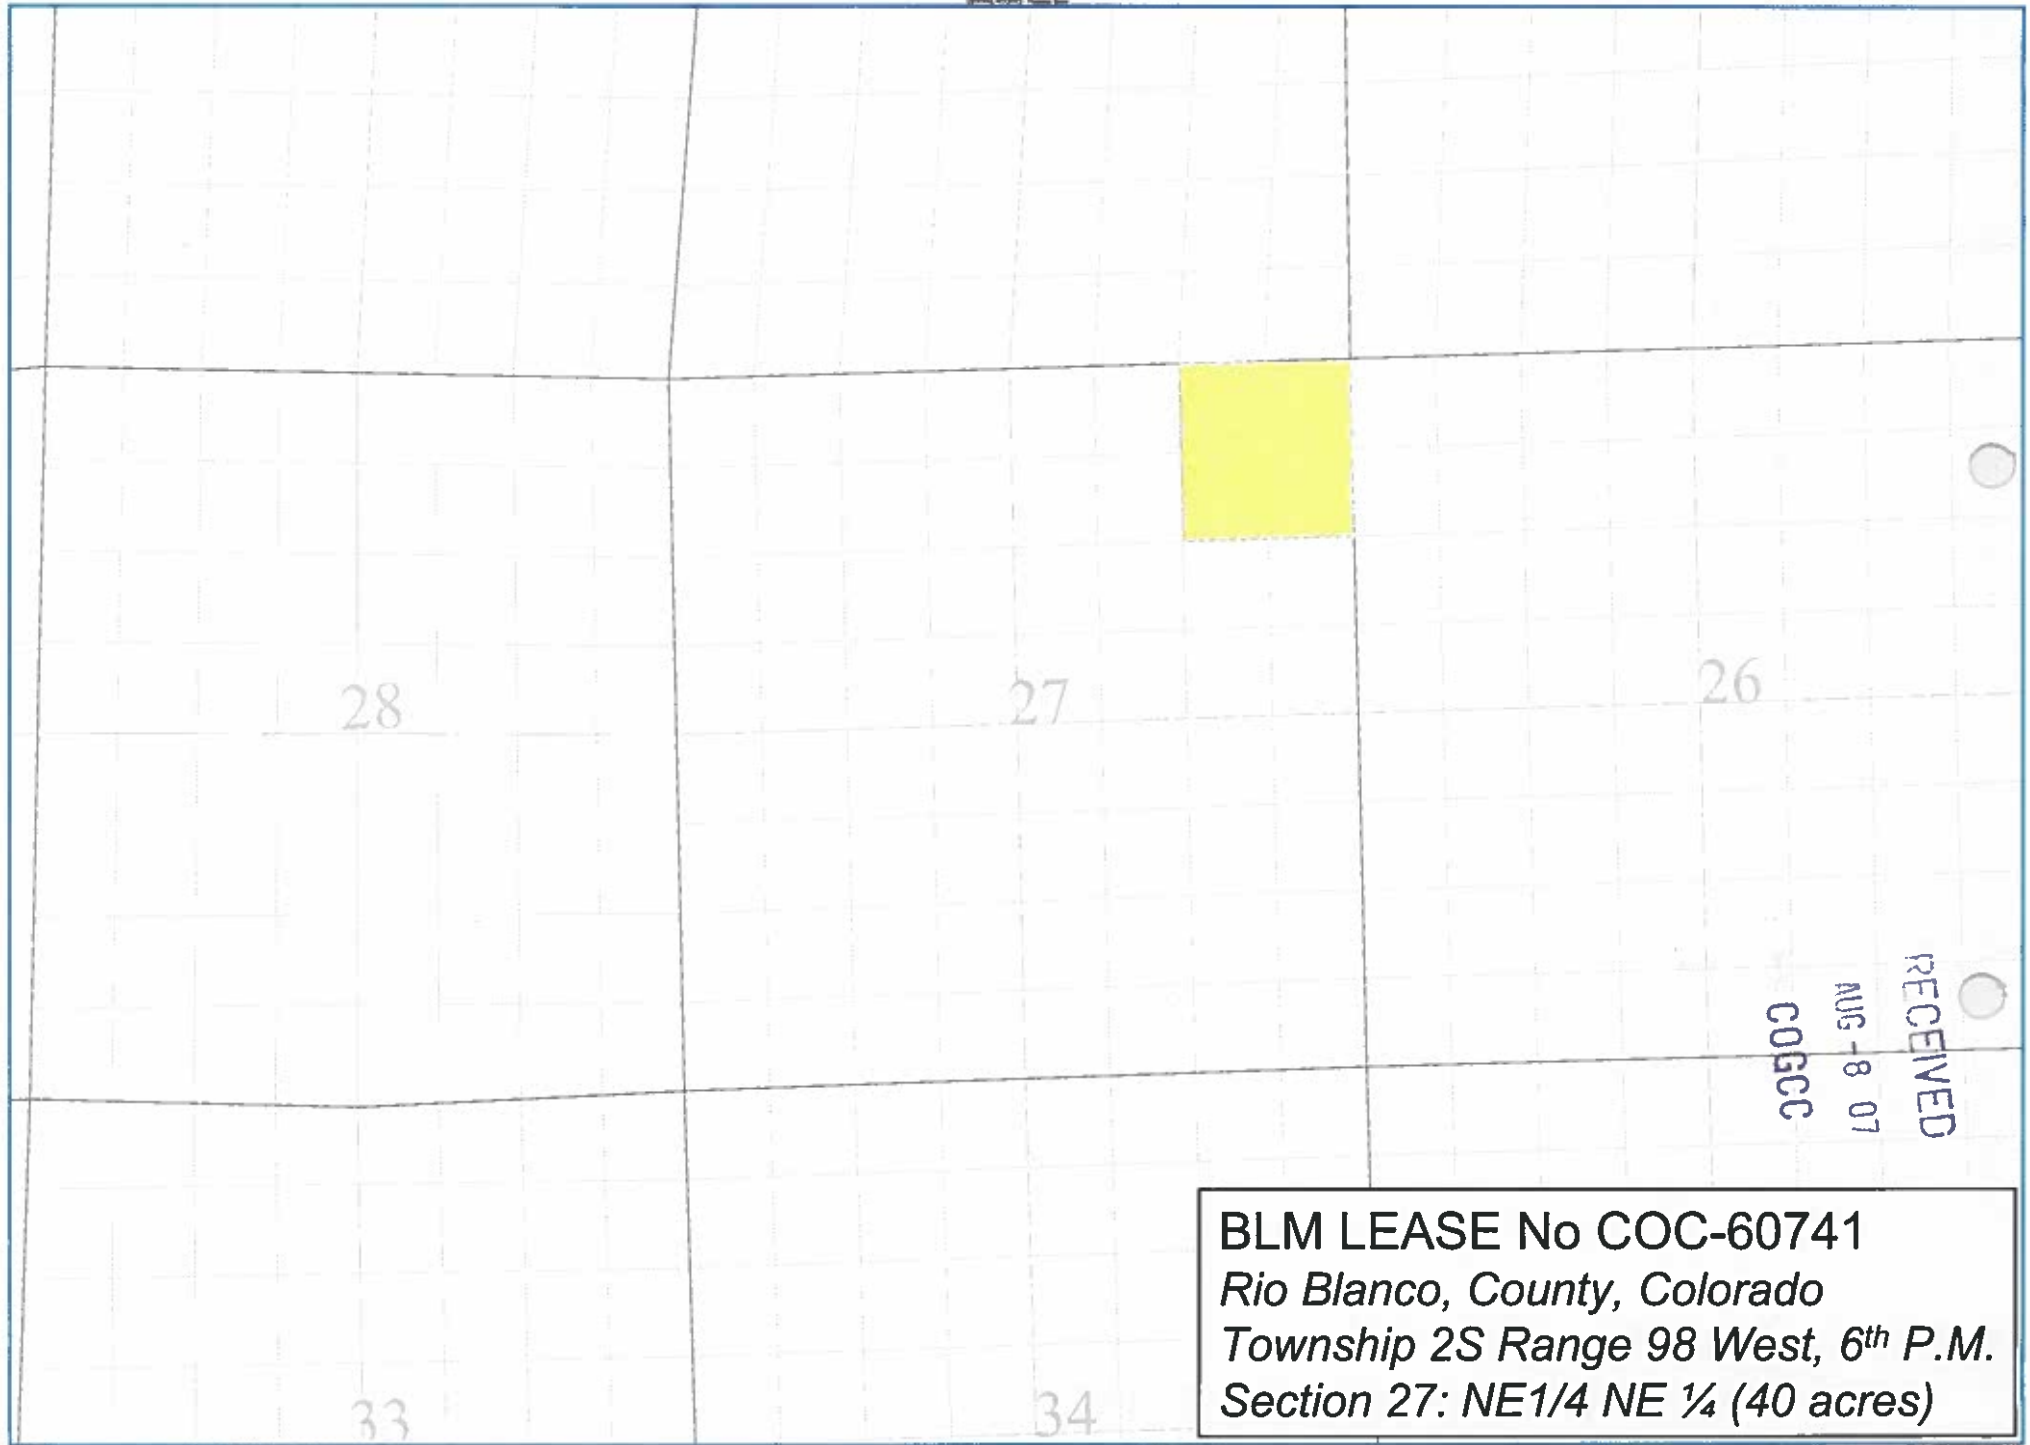 28
27
26
RECEIVED
AUG -8 07
COGCC
BLM LEASE No COC-60741
Rio Blanco, County, Colorado
Township 2S Range 98 West, 6th P.M.
Section 27: NE1/4 NE ¼ (40 acres)
33
34